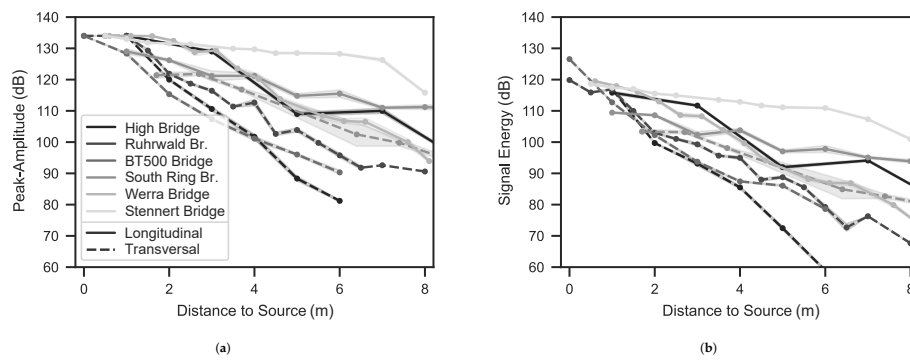 140
130
120
110
100
90
80
70
60
Peak-Amplitude (dB)
High Bridge
Ruhrwald Br.
BT500 Bridge
South Ring Br.
Werra Bridge
Stennert Bridge
Longitudinal
Transversal
0 2 4 6 8
Distance to Source (m)
(a)
140
130
120
110
100
90
80
70
60
Signal Energy (dB)
0 2 4 6 8
Distance to Source (m)
(b)